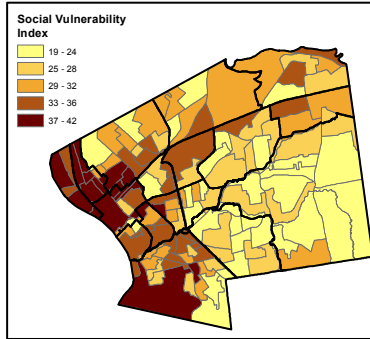 Social Vulnerability
Index
19 - 24
25 - 28
29 - 32
33 - 36
37 - 42